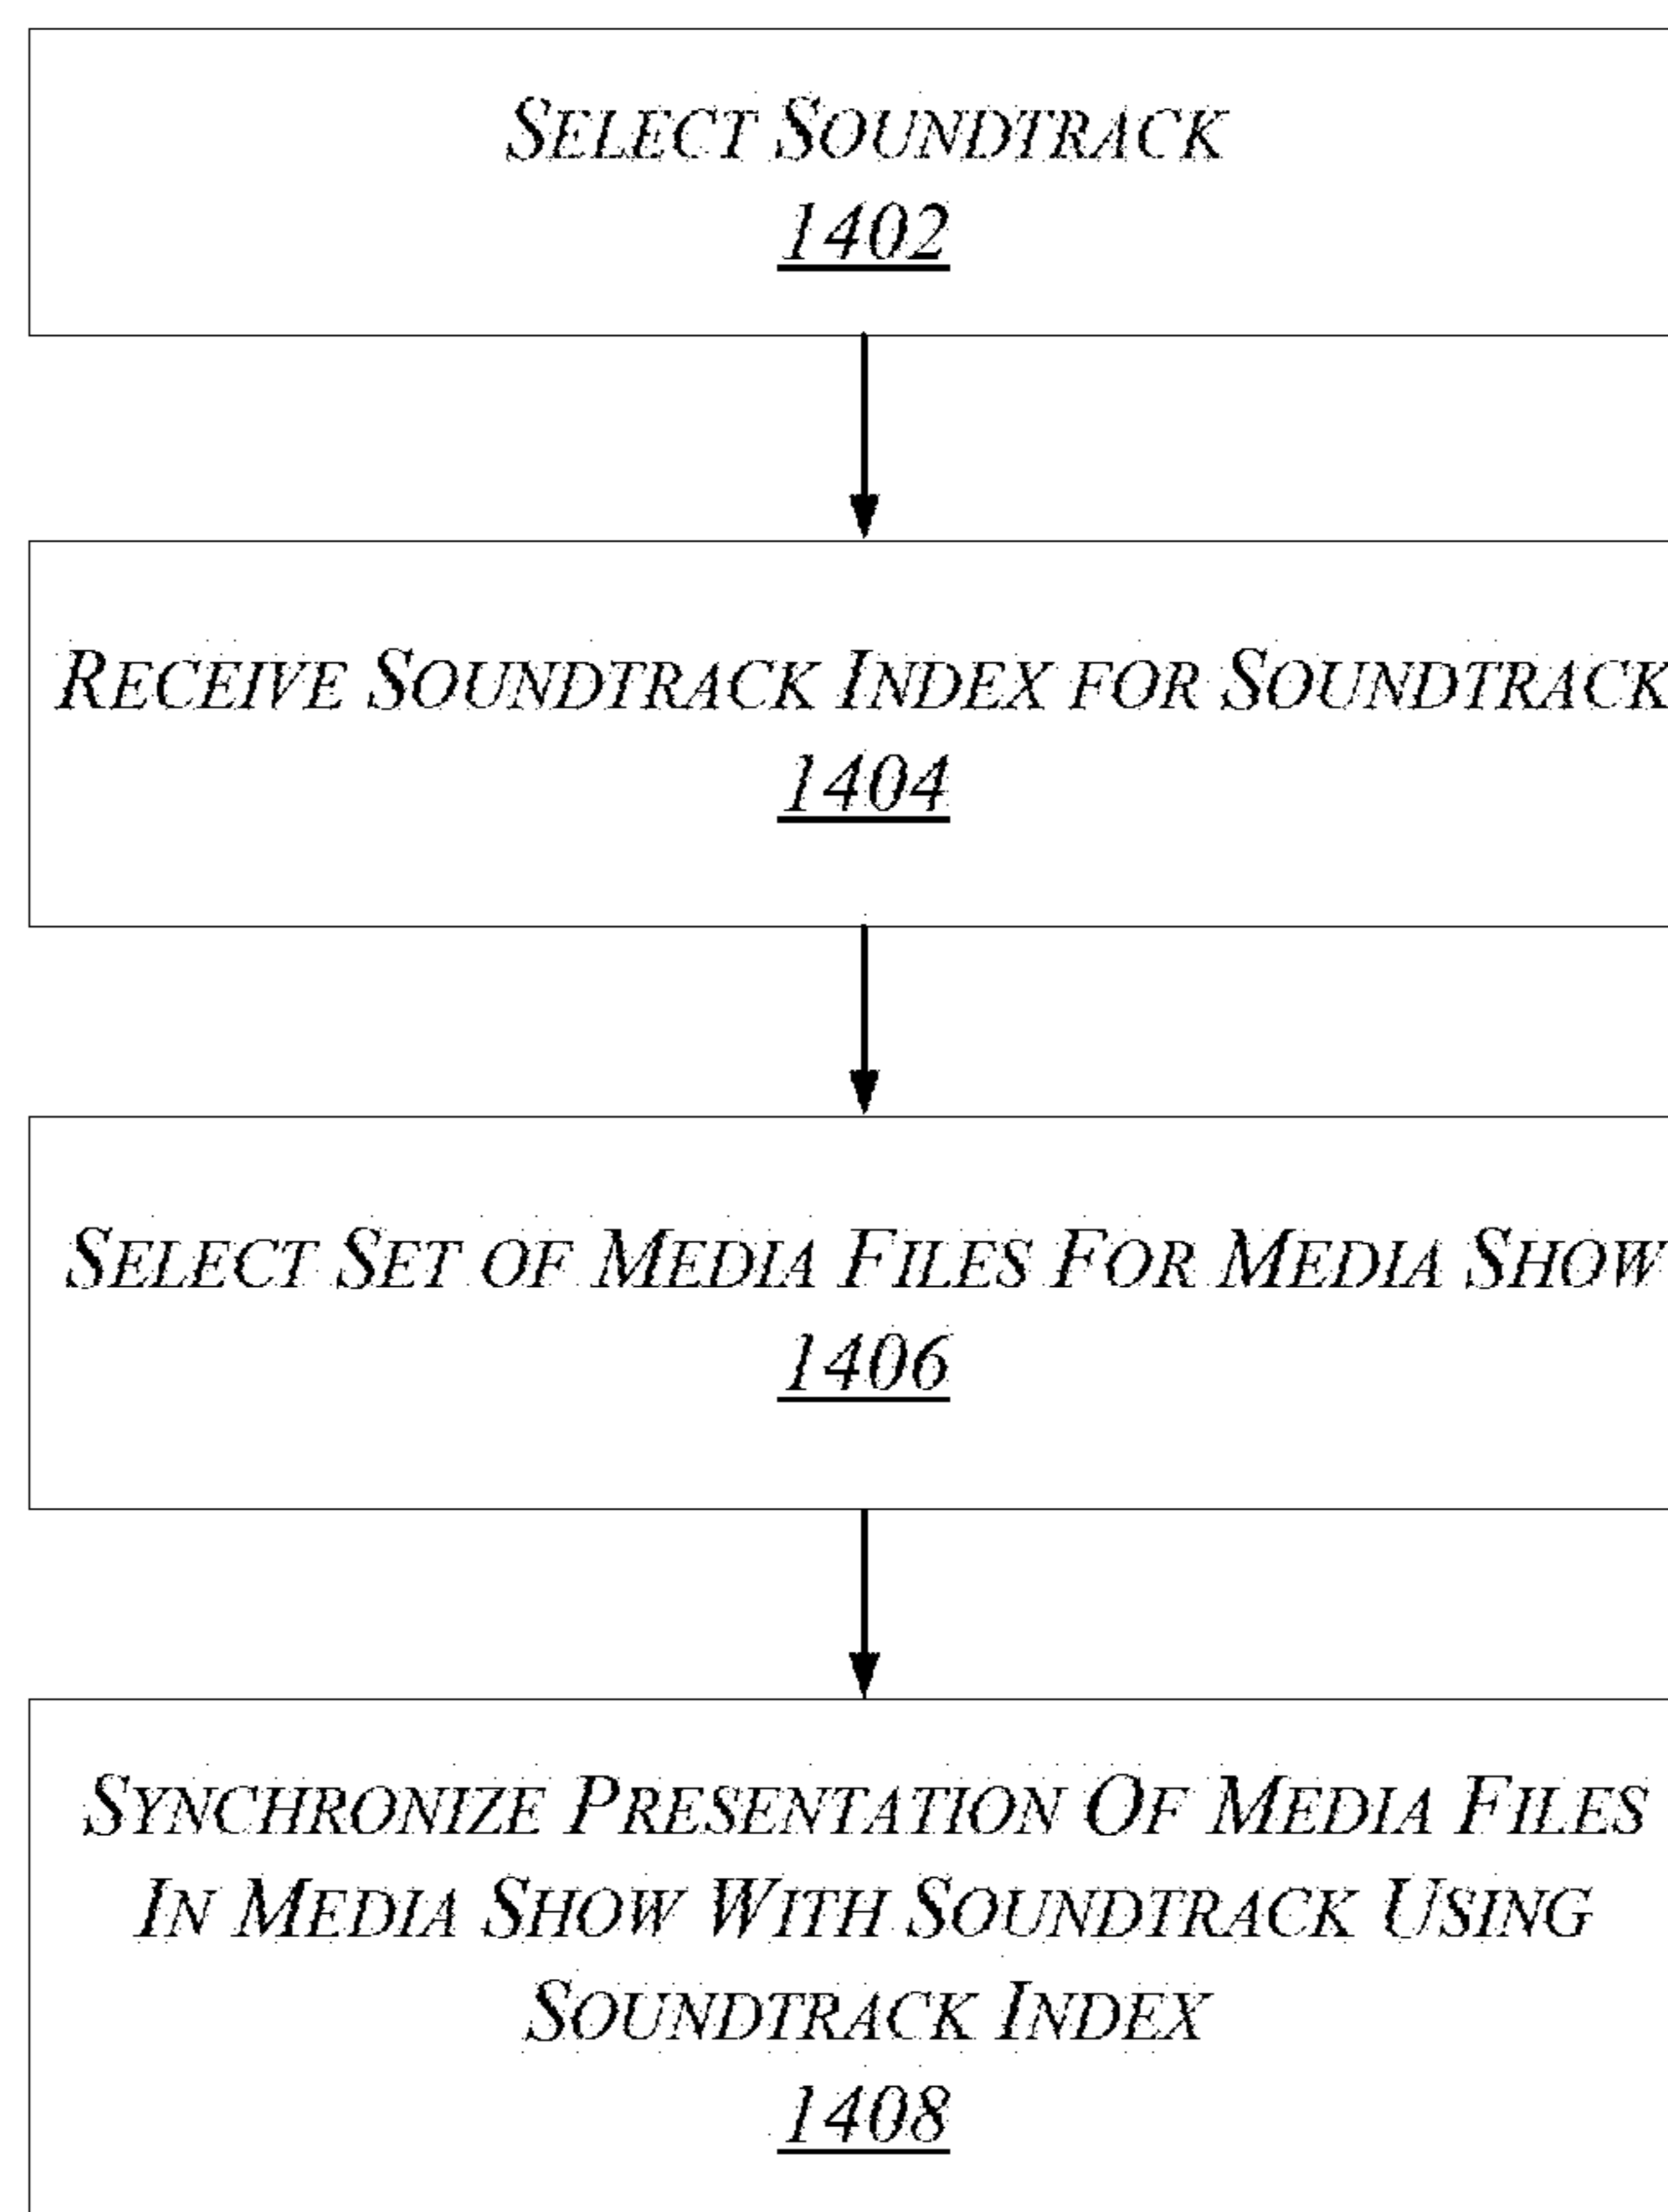 SELECT SOUNDTRACK
1402
RECEIVE SOUNDTRACK INDEX FOR SOUNDTRACK
1404
SELECT SET OF MEDIA FILES FOR MEDIA SHOW
1406
SYNCHRONIZE PRESENTATION OF MEDIA FILES
IN MEDIA SHOW WITH SOUNDTRACK USING
SOUNDTRACK INDEX
1408